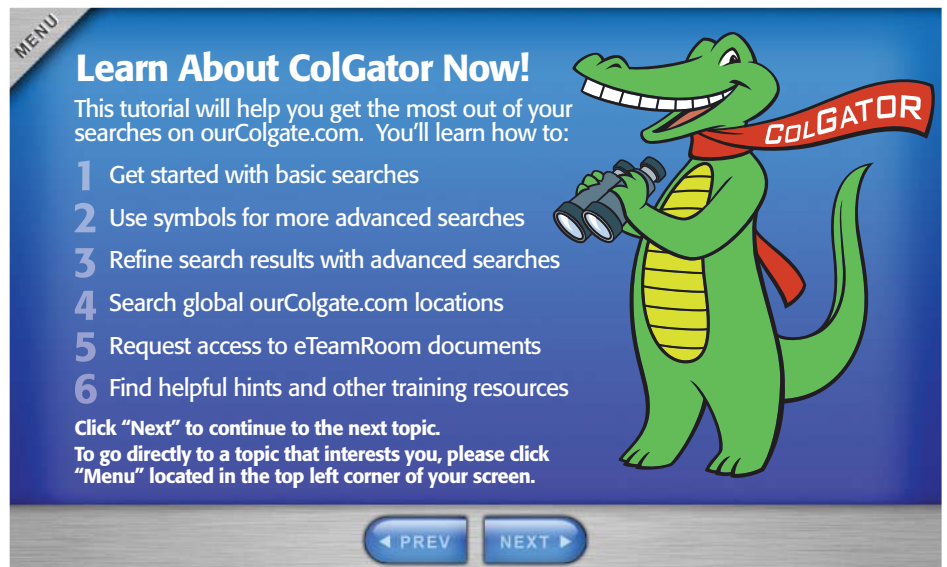 MENU
Learn About ColGator Now!
This tutorial will help you get the most out of your
searches on ourColgate.com. You'll learn how to:
1 Get started with basic searches
2 Use symbols for more advanced searches
3 Refine search results with advanced searches
4 Search global ourColgate.com locations
5 Request access to eTeamRoom documents
6 Find helpful hints and other training resources
Click “Next” to continue to the next topic.
To go directly to a topic that interests you, please click
“Menu” located in the top left corner of your screen.
COLGATOR
PREV
NEXT